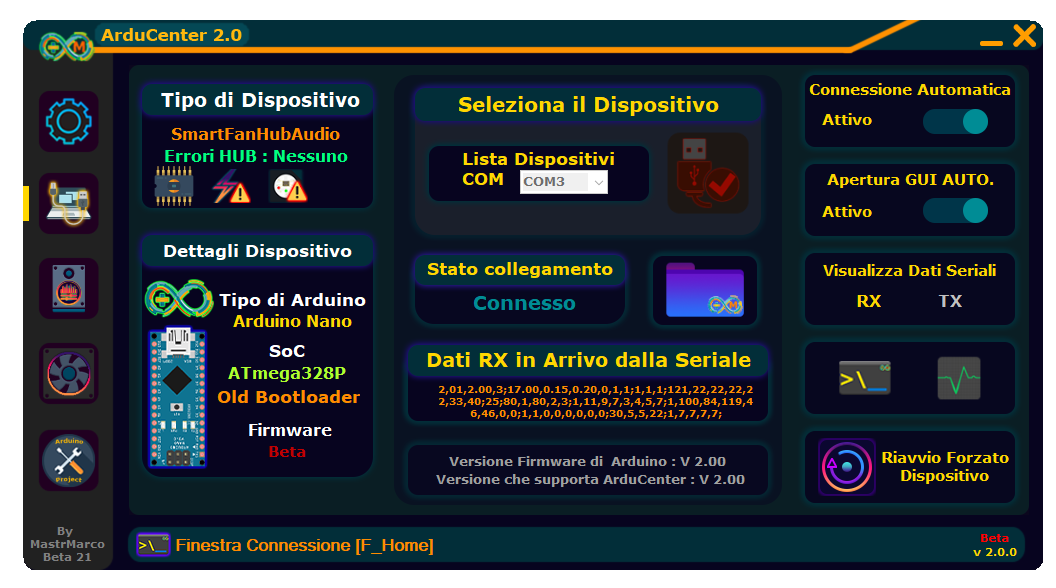 ArduCenter 2.0
Tipo di Dispositivo
SmartFanHubAudio
Errori HUB : Nessuno
Dettagli Dispositivo
Tipo di Arduino
Arduino Nano
SoC
ATmega328P
Old Bootloader
Firmware
Beta
Seleziona il Dispositivo
Lista Dispositivi
COM COM3
Stato collegamento
Connesso
Dati RX in Arrivo dalla Seriale
2,01,2.00,3;17.00,0.15,0.20,0,1,1;1,1,1;121,22,22,22,2
2,33,40;25;80,1,80,2,3;1,11,9,7,3,4,5,7;1,100,84,119,4
6,46,0,0;1,1,0,0,0,0,0,0;30,5,5,22;1,7,7,7,7;
Versione Firmware di Arduino : V 2.00
Versione che supporta ArduCenter : V 2.00
Connessione Automatica
Attivo
Apertura GUI AUTO.
Attivo
Visualizza Dati Seriali
RX TX
Riavvio Forzato
Dispositivo
Arduino
Project
By
MastrMarco
Beta 21
Finestra Connessione [F_Home]
Beta
v 2.0.0